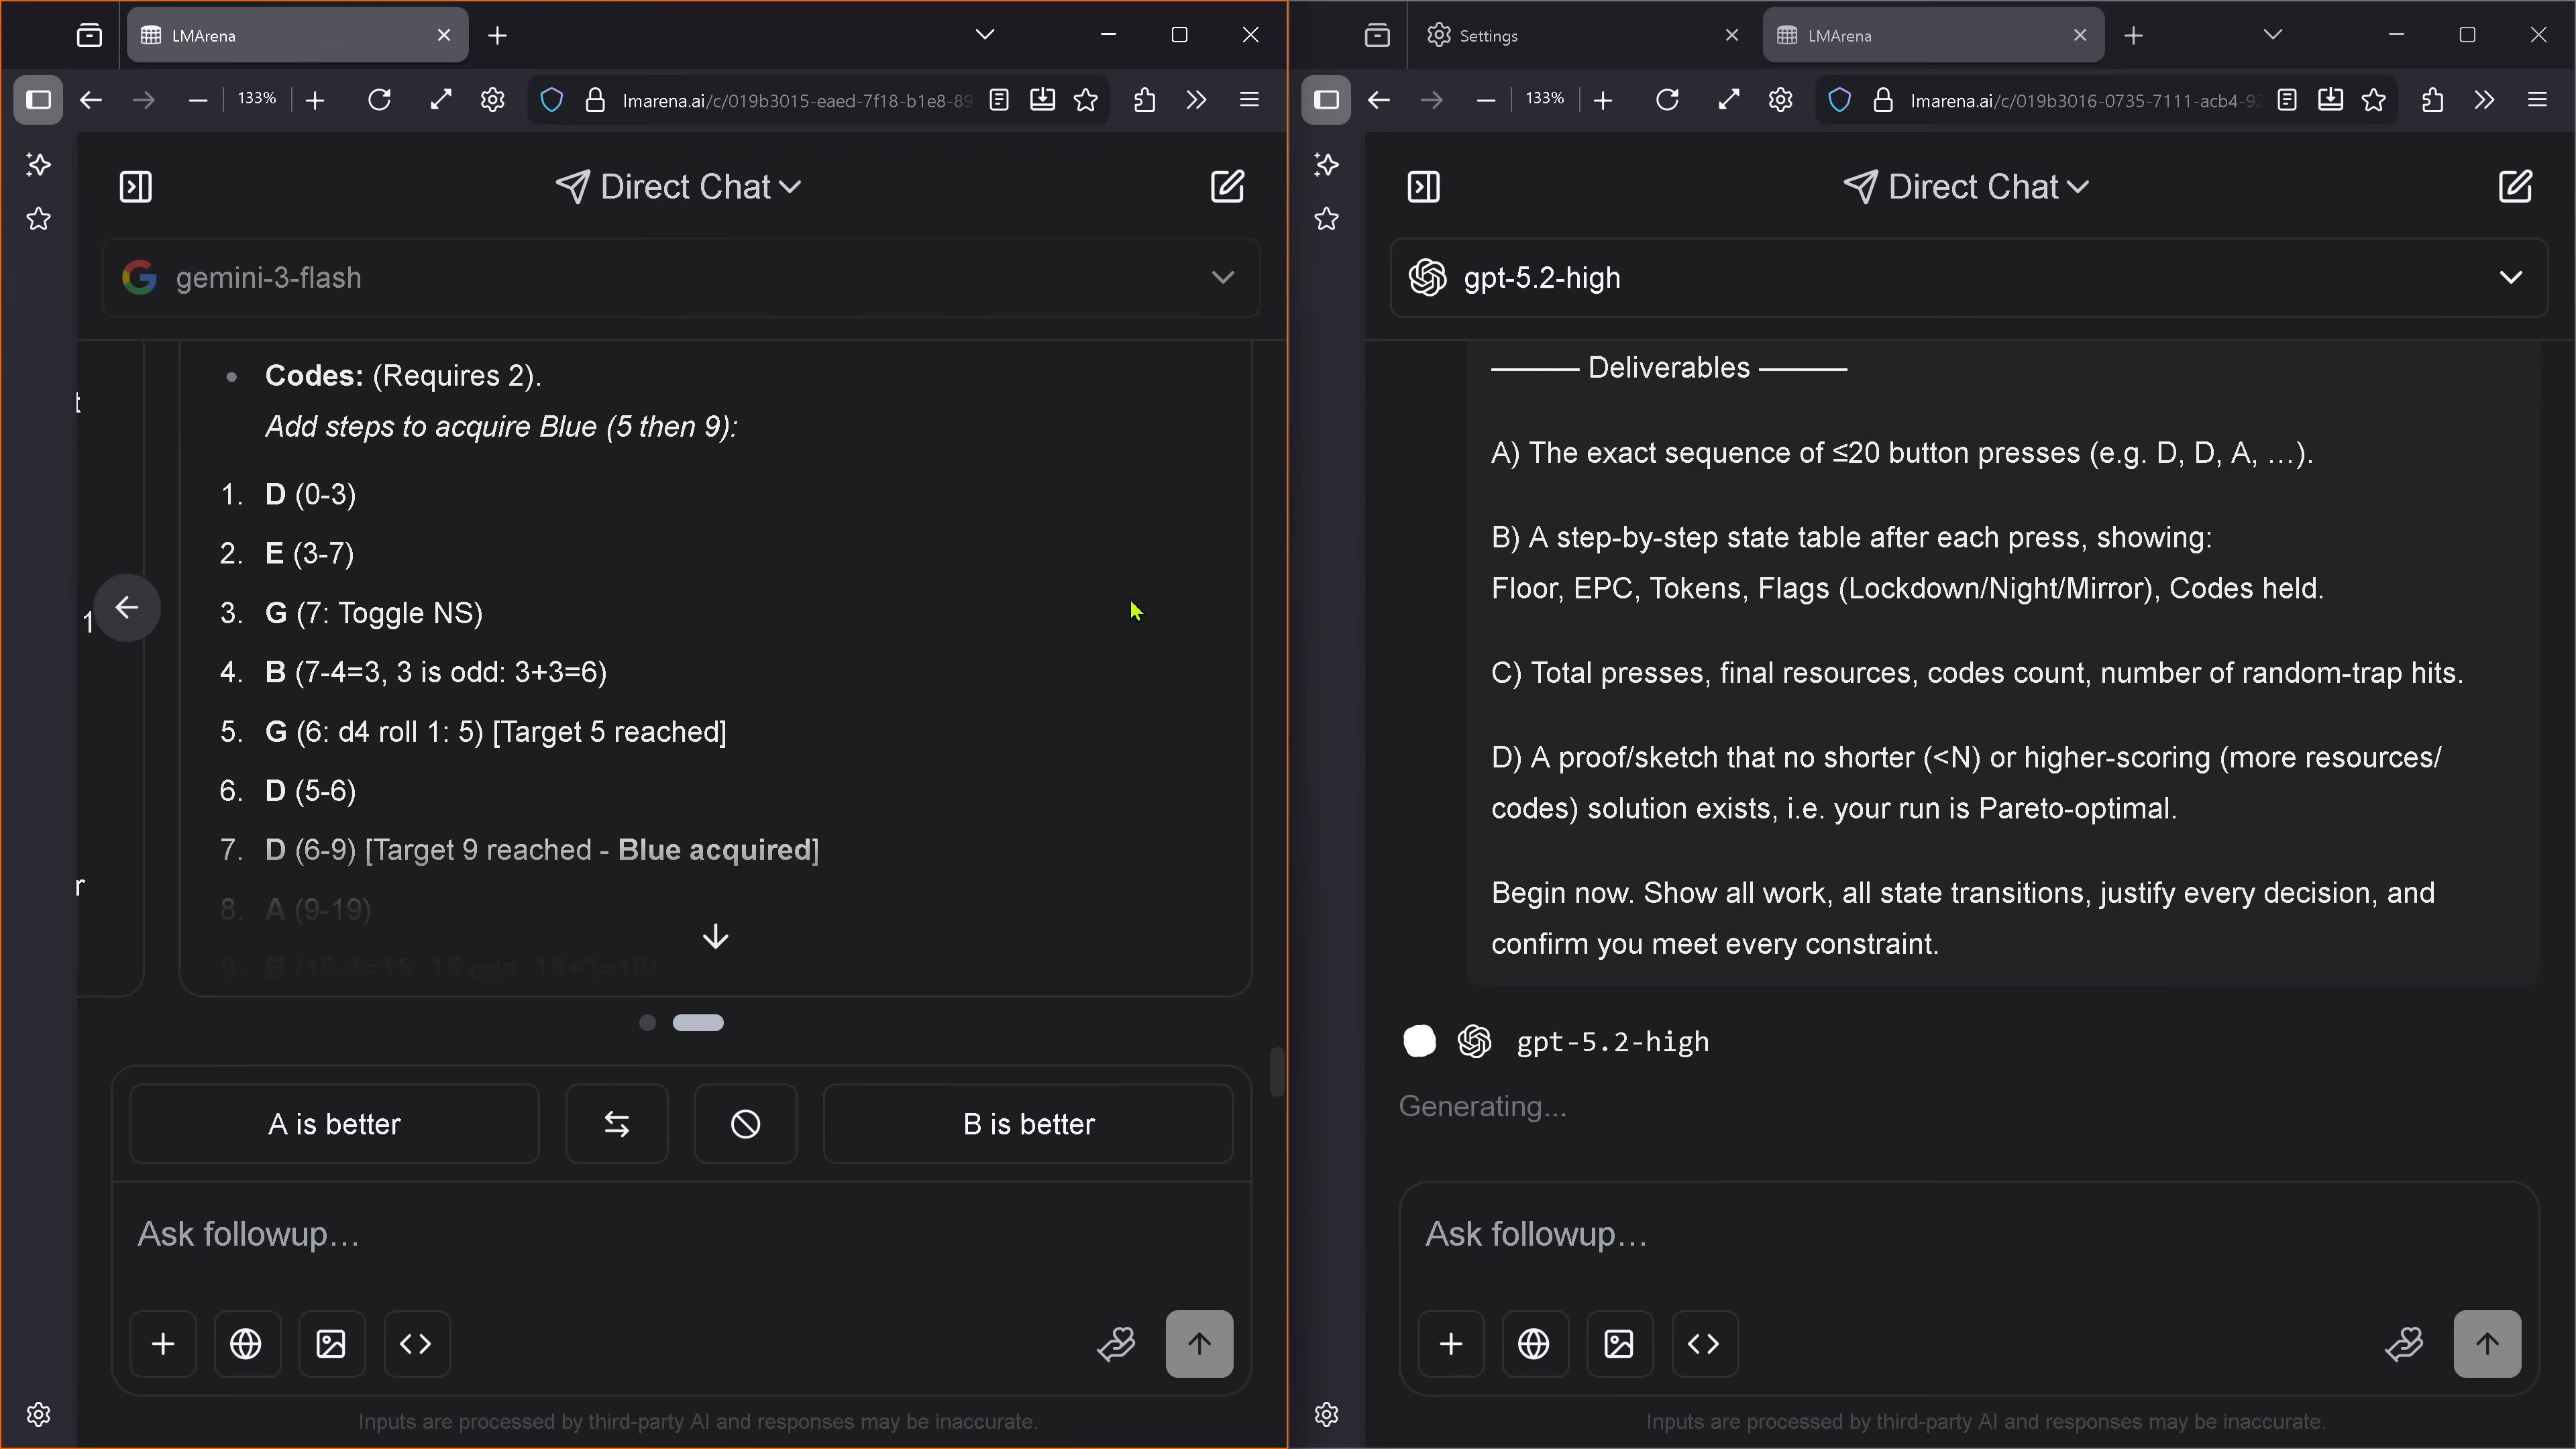 LMArena
133%
lmarena.ai/c/019b3015-eaed-7f18-b1e8-89
Direct Chat
gemini-3-flash
t
1
r
Codes: (Requires 2).
Add steps to acquire Blue (5 then 9):
1. D (0-3)
2. E (3-7)
3. G (7: Toggle NS)
4. B (7-4=3, 3 is odd: 3+3=6)
5. G (6: d4 roll 1: 5) [Target 5 reached]
6. D (5-6)
7. D (6-9) [Target 9 reached - Blue acquired]
8. A (9-19)
A is better
B is better
Ask followup…
Inputs are processed by third-party AI and responses may be inaccurate.
Settings
LMArena
133%
lmarena.ai/c/019b3016-0735-7111-acb4-92
Direct Chat
gpt-5.2-high
——— Deliverables ———
A) The exact sequence of ≤20 button presses (e.g. D, D, A, …).
B) A step-by-step state table after each press, showing:
Floor, EPC, Tokens, Flags (Lockdown/Night/Mirror), Codes held.
C) Total presses, final resources, codes count, number of random-trap hits.
D) A proof/sketch that no shorter (<N) or higher-scoring (more resources/
codes) solution exists, i.e. your run is Pareto-optimal.
Begin now. Show all work, all state transitions, justify every decision, and
confirm you meet every constraint.
gpt-5.2-high
Generating...
Ask followup…
Inputs are processed by third-party AI and responses may be inaccurate.